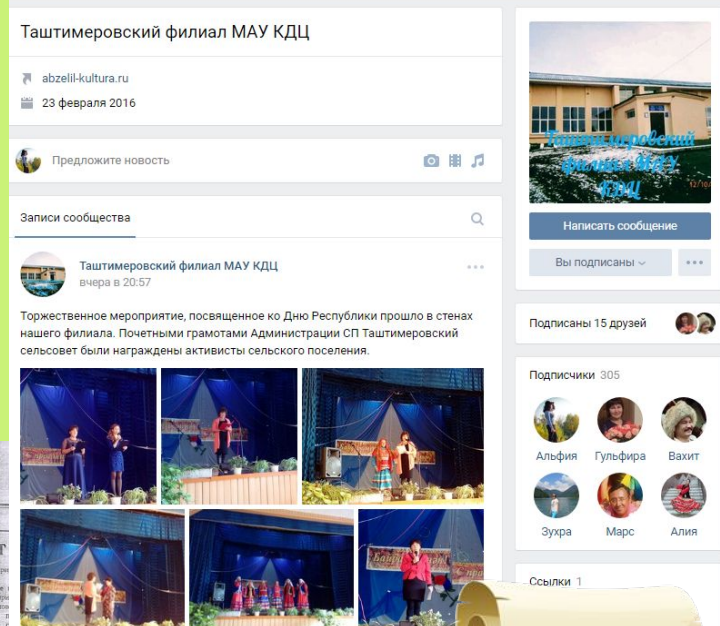 Таштимеровский филиал МАУ КДЦ
abzelil-kultura.ru
23 февраля 2016
Предложите новость
Записи сообщества
Таштимеровский филиал МАУ КДЦ
вчера в 20:57
Торжественное мероприятие, посвященное ко Дню Республики прошло в стенах
нашего филиала. Почетными грамотами Администрации СП Таштимеровский
сельсовет были награждены активисты сельского поселения.
Таштимеровский
филиал МАУ
КДЦ
Написать сообщение
Вы подписаны
Подписаны 15 друзей
Подписчики 305
Альфия Гульфира Вахит
Зухра Марс Алия
Ссылки 1